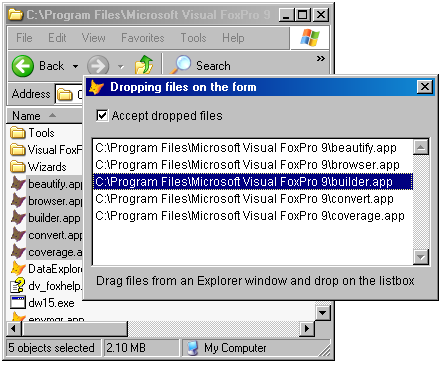 C:\Program Files\Microsoft Visual FoxPro 9
File Edit View Favorites Tools
Back Search
Address
Name
Tools
Visual FoxP
Wizards
beautify.app
browser.app
builder.app
convert.app
coverage.a
DataExplore
dv_foxhelp.
dw15.exe
envmgr.app
5 objects selected 2.10 MB My Computer
Dropping files on the form
Accept dropped files
C:\Program Files\Microsoft Visual FoxPro 9\beautify.app
C:\Program Files\Microsoft Visual FoxPro 9\browser.app
C:\Program Files\Microsoft Visual FoxPro 9\builder.app
C:\Program Files\Microsoft Visual FoxPro 9\convert.app
C:\Program Files\Microsoft Visual FoxPro 9\coverage.app
Drag files from an Explorer window and drop on the listbox